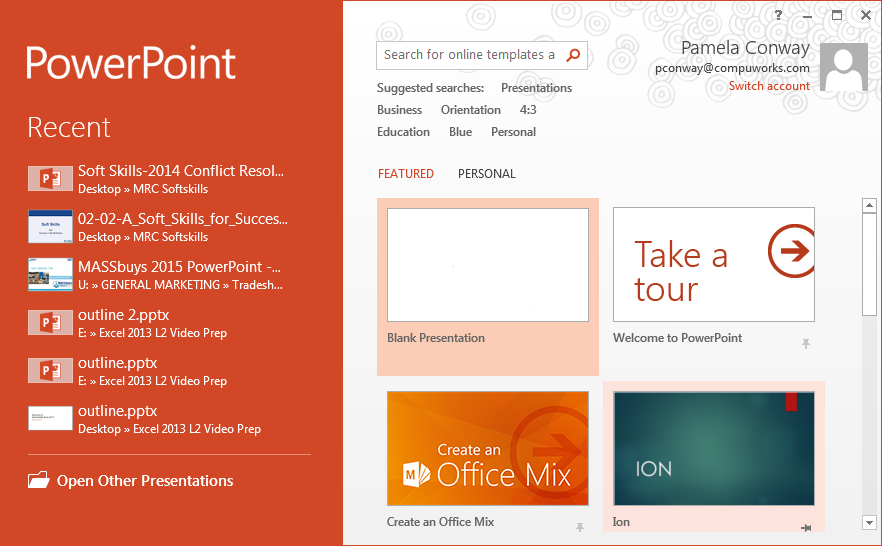 PowerPoint
Recent
Soft Skills-2014 Conflict Resol...
Desktop » MRC Softskills
02-02-A_Soft_Skills_for_Succes...
Desktop » MRC Softskills
MASSbuys 2015 PowerPoint -...
U: » GENERAL MARKETING » Tradesh...
outline 2.pptx
E: » Excel 2013 L2 Video Prep
outline.pptx
E: » Excel 2013 L2 Video Prep
outline.pptx
Desktop » Excel 2013 L2 Video Prep
Open Other Presentations
?
Search for online templates a
Pamela Conway
pconway@compuworks.com
Switch account
Suggested searches: Presentations
Business Orientation 4:3
Education Blue Personal
FEATURED PERSONAL
Blank Presentation
Take a
tour
Welcome to PowerPoint
Create an
Office Mix
Create an Office Mix
ION
Ion
Soft Skills